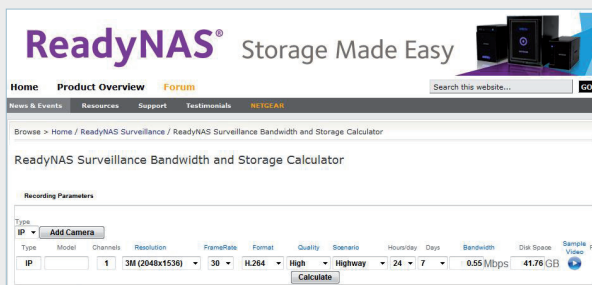 ReadyNAS® Storage Made Easy
Home Product Overview Forum Search this website... GO
News & Events Resources Support Testimonials NETGEAR
Browse > Home / ReadyNAS Surveillance / ReadyNAS Surveillance Bandwidth and Storage Calculator
ReadyNAS Surveillance Bandwidth and Storage Calculator
Recording Parameters
Type
IP Add Camera
Type Model Channels Resolution FrameRate Format Quality Scenerio Hours/day Days Bandwidth Disk Space Sample Video
IP 1 3M (2048x1536) 30 H.264 High Highway 24 7 0.55 Mbps 41.76 GB
Calculate